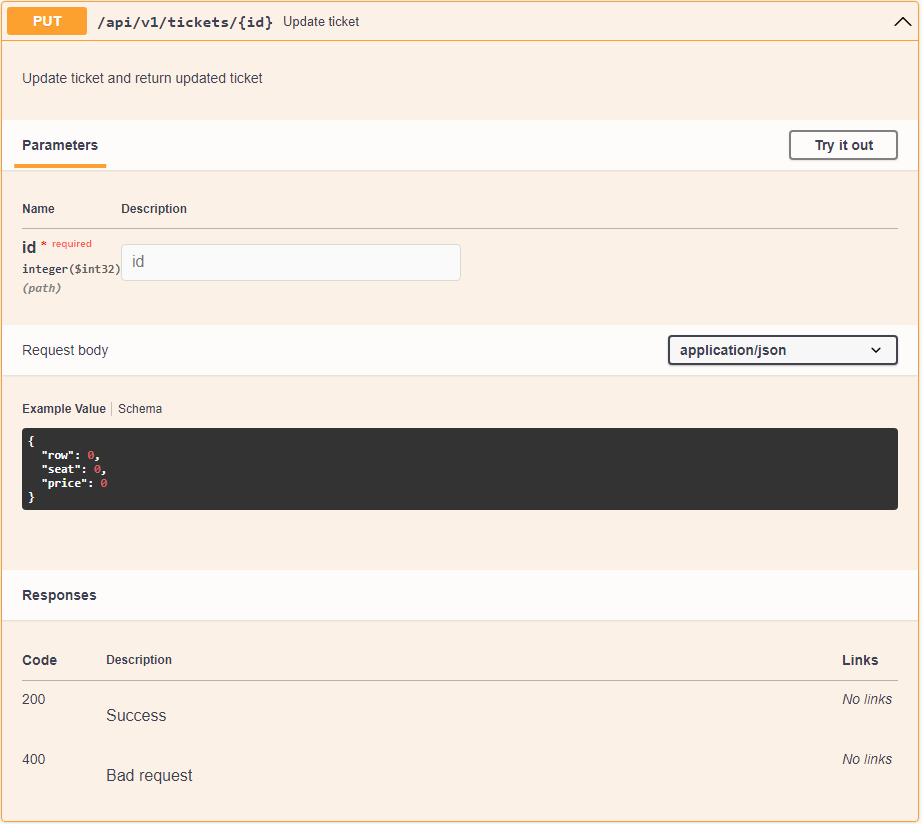 PUT /api/v1/tickets/{id} Update ticket
Update ticket and return updated ticket
Parameters Try it out
Name Description
id * required
integer($int32)
(path)
id
Request body application/json
Example Value Schema
{
  "row": 0,
  "seat": 0,
  "price": 0
}
Responses
Code Description Links
200 No links
Success
400 No links
Bad request